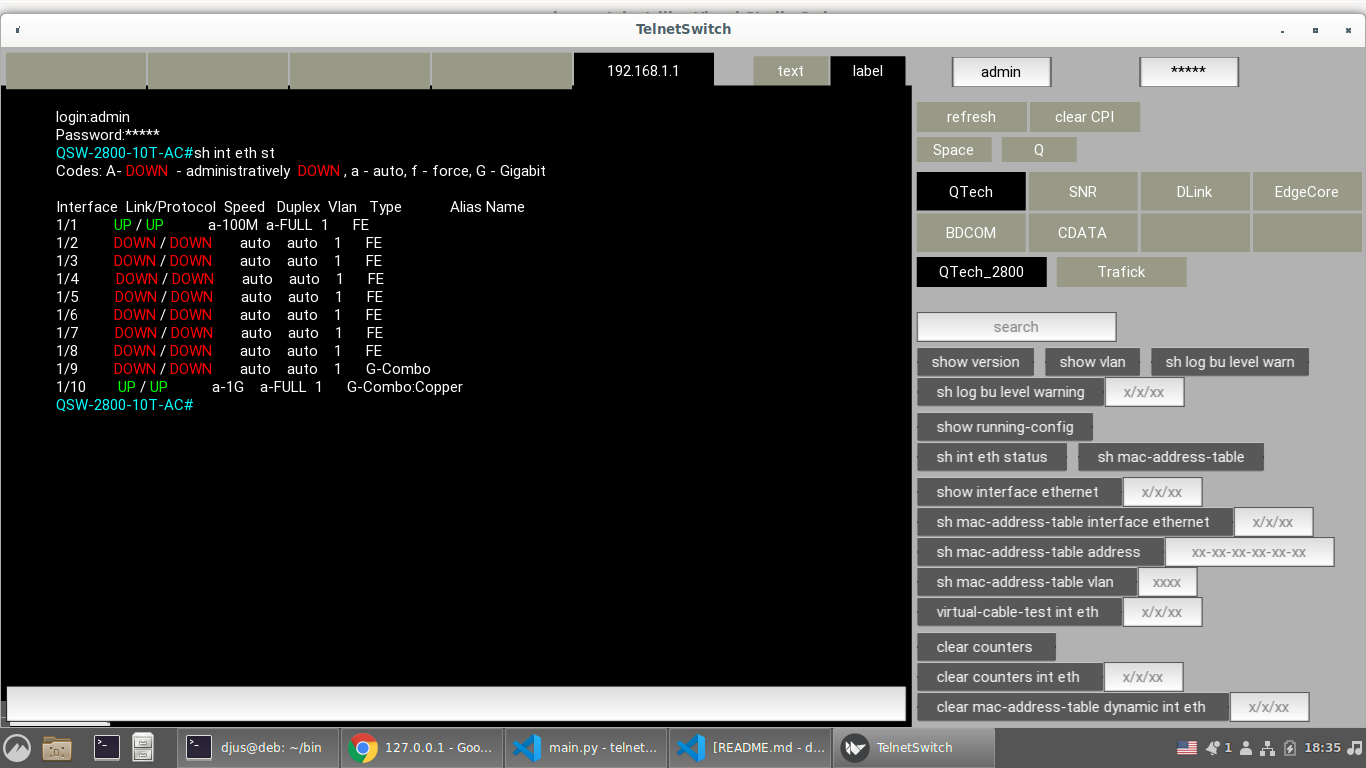 TelnetSwitch
192.168.1.1 text label admin *****
login:admin
Password:*****
QSW-2800-10T-AC#sh int eth st
Codes: A- DOWN - administratively DOWN , a - auto, f - force, G - Gigabit
Interface Link/Protocol Speed Duplex Vlan Type Alias Name
1/1 UP / UP a-100M a-FULL 1 FE
1/2 DOWN / DOWN auto auto 1 FE
1/3 DOWN / DOWN auto auto 1 FE
1/4 DOWN / DOWN auto auto 1 FE
1/5 DOWN / DOWN auto auto 1 FE
1/6 DOWN / DOWN auto auto 1 FE
1/7 DOWN / DOWN auto auto 1 FE
1/8 DOWN / DOWN auto auto 1 FE
1/9 DOWN / DOWN auto auto 1 G-Combo
1/10 UP / UP a-1G a-FULL 1 G-Combo:Copper
QSW-2800-10T-AC#
refresh clear CPI
Space Q
QTech SNR DLink EdgeCore
BDCOM CDATA
QTech_2800 Trafick
search
show version show vlan sh log bu level warn
sh log bu level warning x/x/xx
show running-config
sh int eth status sh mac-address-table
show interface ethernet x/x/xx
sh mac-address-table interface ethernet x/x/xx
sh mac-address-table address xx-xx-xx-xx-xx-xx
sh mac-address-table vlan xxxx
virtual-cable-test int eth x/x/xx
clear counters
clear counters int eth x/x/xx
clear mac-address-table dynamic int eth x/x/xx
djus@deb: ~/bin 127.0.0.1 - Goo... main.py - telnet... [README.md - d... TelnetSwitch 1 18:35